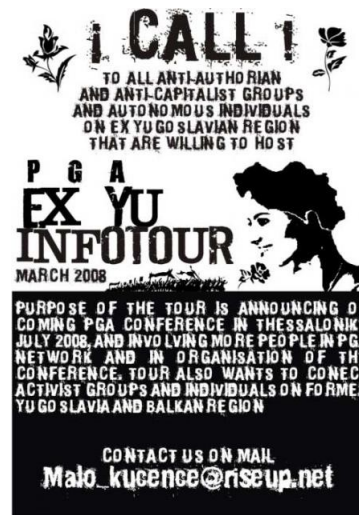 ¡ CALL !
TO ALL ANTI-AUTHORIAN
AND ANTI-CAPITALIST GROUPS
AND AUTONOMOUS INDIVIDUALS
ON EX YUGOSLAVIAN REGION
THAT ARE WILLING TO HOST
PGA
EX YU
INFOTOUR
MARCH 2008
PURPOSE OF THE TOUR IS ANNOUNCING O
COMING PGA CONFERENCE IN THESSALONIK
JULY 2008, AND INVOLVING MORE PEOPLE IN PG
NETWORK AND IN ORGANISATION OF TH
CONFERENCE. TOUR ALSO WANTS TO CONEC
ACTIVIST GROUPS AND INDIVIDUALS ON FORME
YUGOSLAVIA AND BALKAN REGION
CONTACT US ON MAIL
Malo_kucence@riseup.net